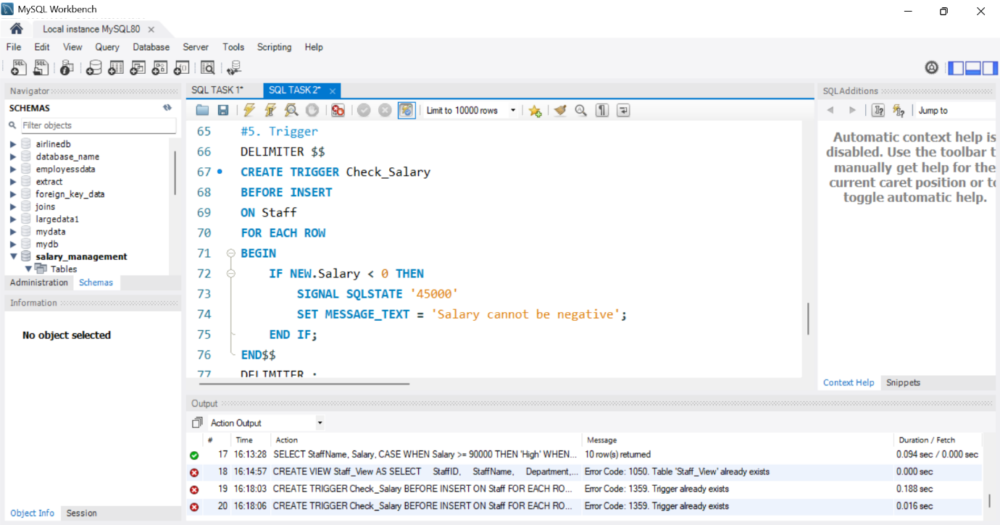 MySQL Workbench
Local instance MySQL80
File Edit View Query Database Server Tools Scripting Help
Navigator
SCHEMAS
Filter objects
airlinedb
database_name
employessdata
extract
foreign_key_data
joins
largedata1
mydata
mydb
salary_management
Tables
Administration Schemas
Information
No object selected
Object Info Session
SQL TASK 1* SQL TASK 2*
Limit to 10000 rows
65 #5. Trigger
66 DELIMITER $$
67 CREATE TRIGGER Check_Salary
68 BEFORE INSERT
69 ON Staff
70 FOR EACH ROW
71 BEGIN
72 IF NEW.Salary < 0 THEN
73 SIGNAL SQLSTATE '45000'
74 SET MESSAGE_TEXT = 'Salary cannot be negative';
75 END IF;
76 END$$
77 DELIMITER ;
SQLAdditions
Jump to
Automatic context help is
disabled. Use the toolbar t
manually get help for the
current caret position or to
toggle automatic help.
Context Help Snippets
Output
Action Output
# Time Action Message Duration / Fetch
17 16:13:28 SELECT StaffName, Salary, CASE WHEN Salary >= 90000 THEN 'High' WHEN... 10 row(s) returned 0.094 sec / 0.000 sec
18 16:14:57 CREATE VIEW Staff_View AS SELECT StaffID, StaffName, Department,... Error Code: 1050. Table 'Staff_View' already exists 0.000 sec
19 16:18:03 CREATE TRIGGER Check_Salary BEFORE INSERT ON Staff FOR EACH RO... Error Code: 1359. Trigger already exists 0.188 sec
20 16:18:06 CREATE TRIGGER Check_Salary BEFORE INSERT ON Staff FOR EACH RO... Error Code: 1359. Trigger already exists 0.016 sec